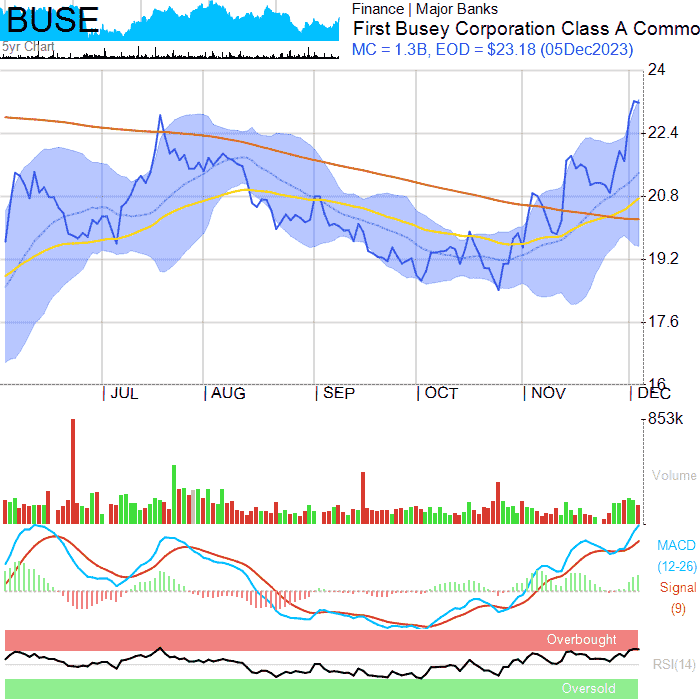 BUSE
5yr Chart
Finance | Major Banks
First Busey Corporation Class A Commo
MC = 1.3B, EOD = $23.18 (05Dec2023)
24
22.4
20.8
19.2
17.6
16
JUL AUG SEP OCT NOV DEC
853k
Volume
MACD
(12-26)
Signal
(9)
Overbought
RSI(14)
Oversold